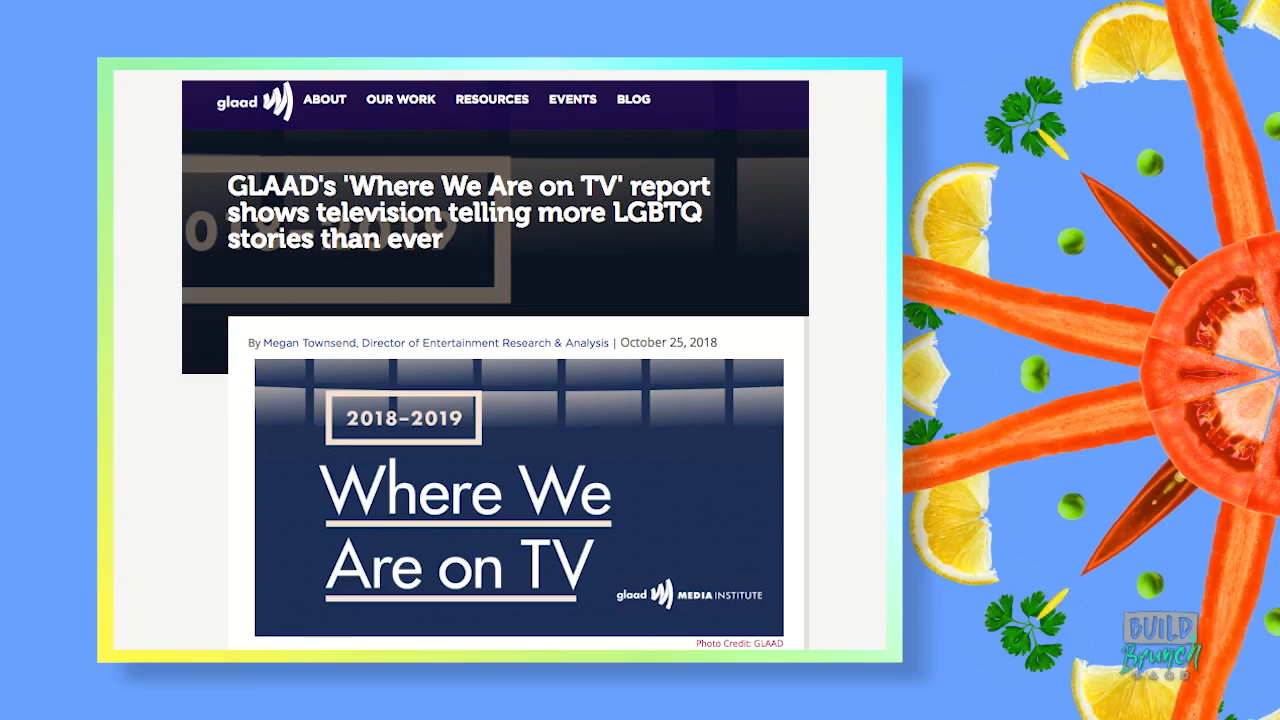 glaad ABOUT OUR WORK RESOURCES EVENTS BLOG
GLAAD's 'Where We Are on TV' report
shows television telling more LGBTQ
stories than ever
By Megan Townsend, Director of Entertainment Research & Analysis | October 25, 2018
2018–2019
Where We
Are on TV
glaad MEDIA INSTITUTE
Photo Credit: GLAAD
BUILD
Brunch